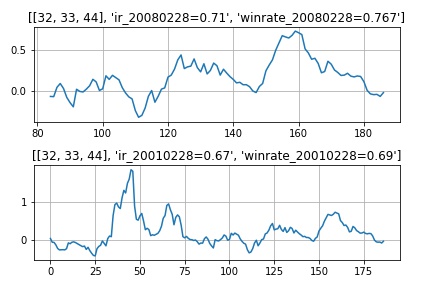 [[32, 33, 44], 'ir_20080228=0.71', 'winrate_20080228=0.767']
0.5
0.0
80 100 120 140 160 180
[[32, 33, 44], 'ir_20010228=0.67', 'winrate_20010228=0.69']
1
0
0 25 50 75 100 125 150 175